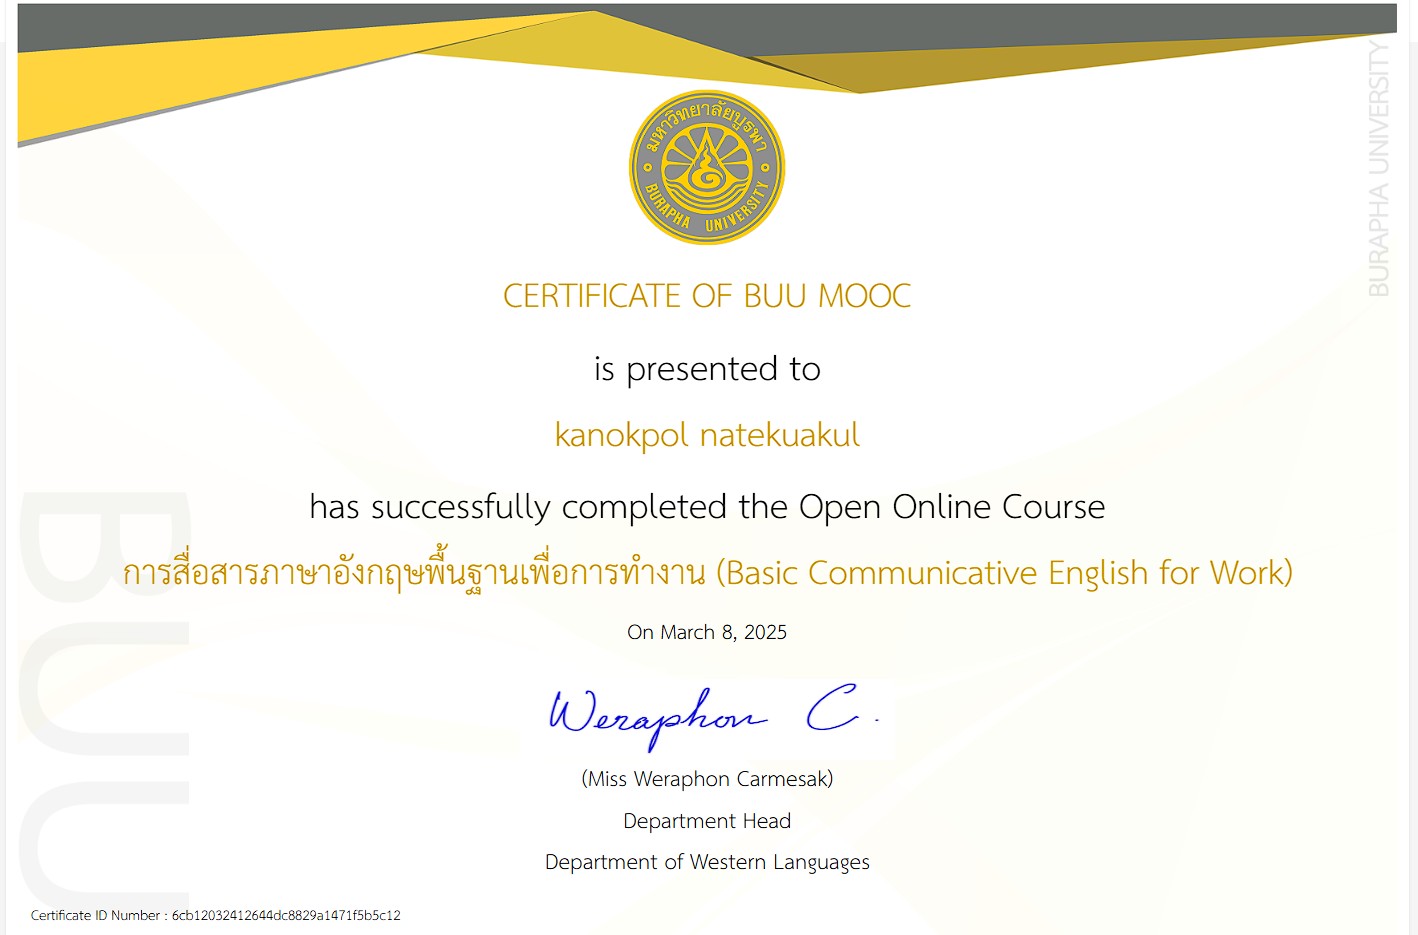 มหาวิทยาลัยบูรพา
BURAPHA UNIVERSITY
BURAPHA UNIVERSITY
CERTIFICATE OF BUU MOOC
is presented to
kanokpol natekuakul
has successfully completed the Open Online Course
การสื่อสารภาษาอังกฤษพื้นฐานเพื่อการทำงาน (Basic Communicative English for Work)
On March 8, 2025
Weraphon C.
(Miss Weraphon Carmesak)
Department Head
Department of Western Languages
BUU
Certificate ID Number : 6cb12032412644dc8829a1471f5b5c12